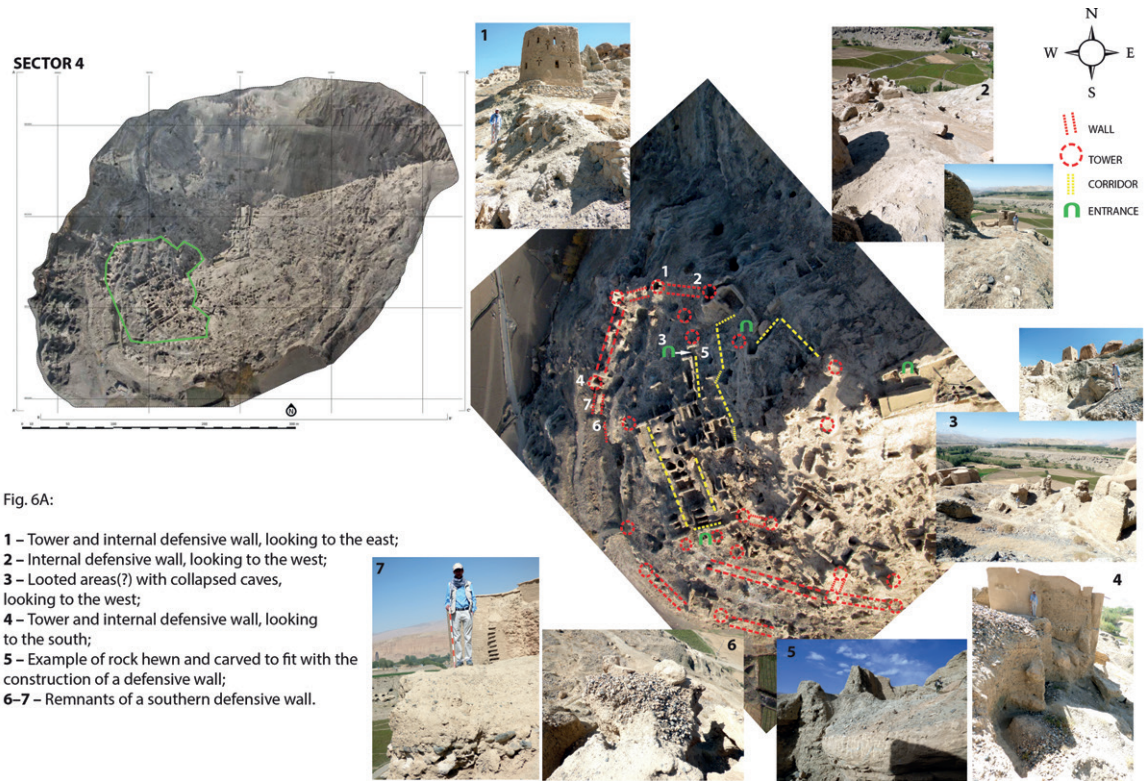 SECTOR 4
N
W E
S
WALL
TOWER
CORRIDOR
ENTRANCE
1
2
3
4
5
6
7
1
2
3
5
4
7
6
N
Fig. 6A:
1 – Tower and internal defensive wall, looking to the east;
2 – Internal defensive wall, looking to the west;
3 – Looted areas(?) with collapsed caves,
looking to the west;
4 – Tower and internal defensive wall, looking
to the south;
5 – Example of rock hewn and carved to fit with the
construction of a defensive wall;
6–7 – Remnants of a southern defensive wall.